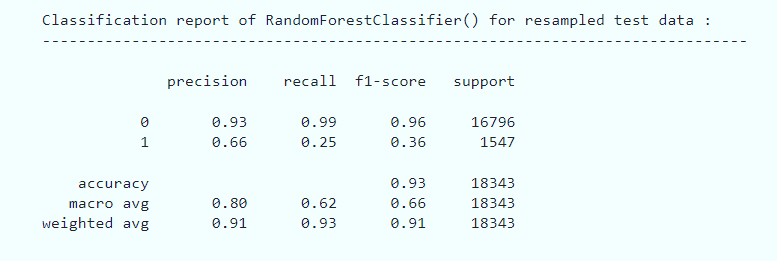 Classification report of RandomForestClassifier() for resampled test data :
--------------------------------------------------------------------------------
precision recall f1-score support
0 0.93 0.99 0.96 16796
1 0.66 0.25 0.36 1547
accuracy 0.93 18343
macro avg 0.80 0.62 0.66 18343
weighted avg 0.91 0.93 0.91 18343